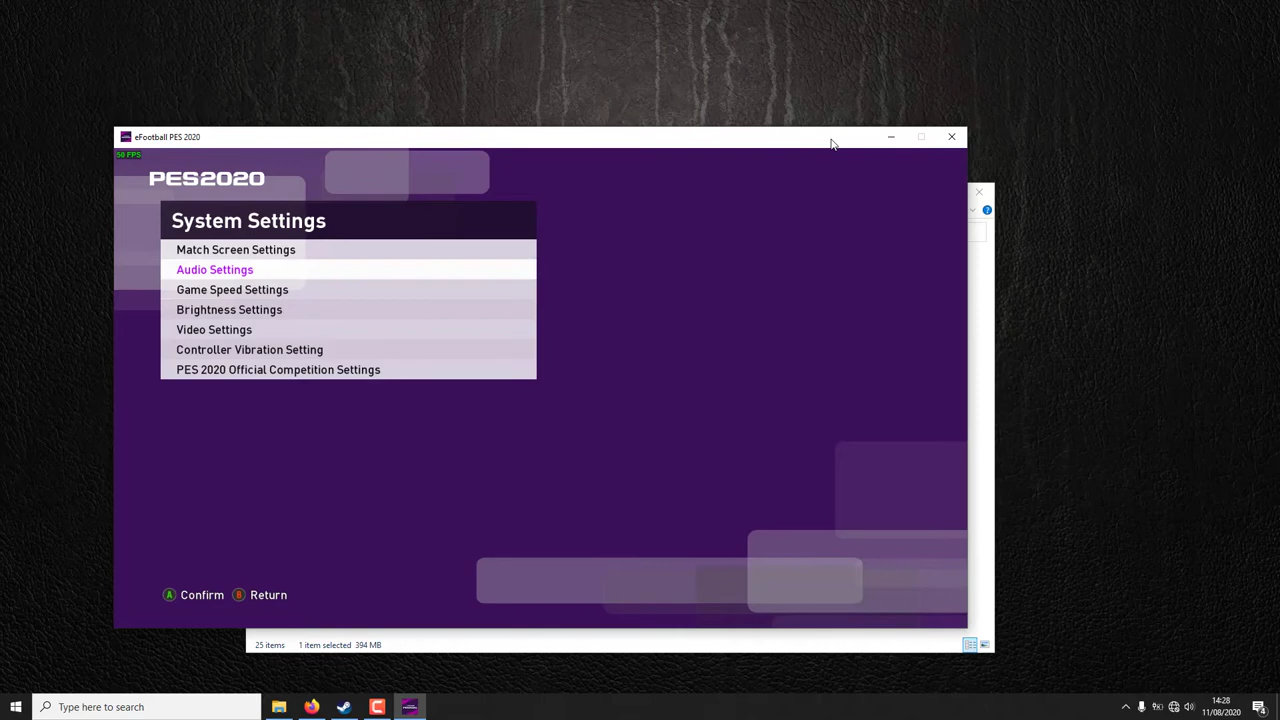 eFootball PES 2020
50 FPS
PES2020
System Settings
Match Screen Settings
Audio Settings
Game Speed Settings
Brightness Settings
Video Settings
Controller Vibration Setting
PES 2020 Official Competition Settings
A Confirm B Return
25 items 1 item selected 394 MB
Type here to search
14:28
11/08/2020